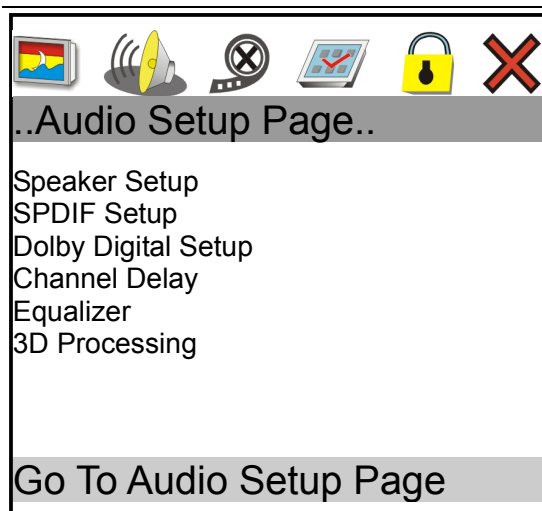 ..Audio Setup Page..
Speaker Setup
SPDIF Setup
Dolby Digital Setup
Channel Delay
Equalizer
3D Processing
Go To Audio Setup Page